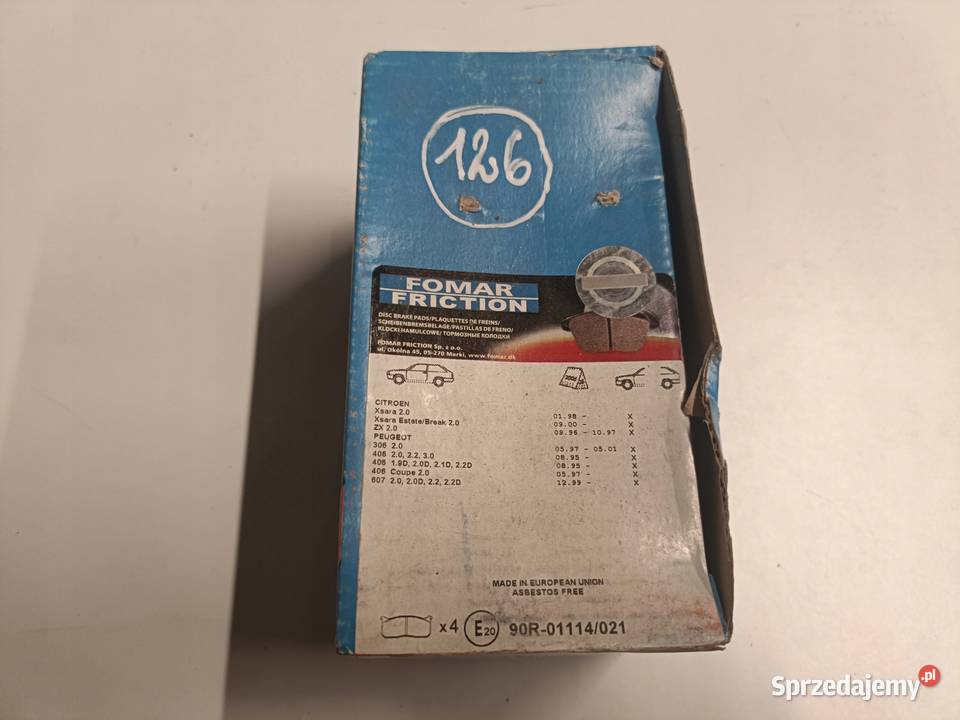 126
FOMAR
FRICTION
DISC BRAKE PADS/PLAQUETTES DE FREINS/
SCHEIBENBREMSBELAGE/PASTILLAS DE FRENO/
KLOCKI HAMULCOWE/ ТОРМОЗНЫЕ КОЛОДКИ
FOMAR FRICTION Sp. z o.o.
ul. Okólna 45, 05-270 Marki, www.fomar.dk
CITROEN
Xsara 2.0 01.98 - X
Xsara Estate/Break 2.0 09.00 - X
ZX 2.0 09.96 - 10.97 X
PEUGEOT
306 2.0 05.97 - 05.01 X
406 2.0, 2.2, 3.0 08.95 - X
406 1.9D, 2.0D, 2.1D, 2.2D 08.95 - X
406 Coupe 2.0 05.97 - X
607 2.0, 2.0D, 2.2, 2.2D 12.99 - X
MADE IN EUROPEAN UNION
ASBESTOS FREE
x4 E20 90R-01114/021
Sprzedajemy.pl